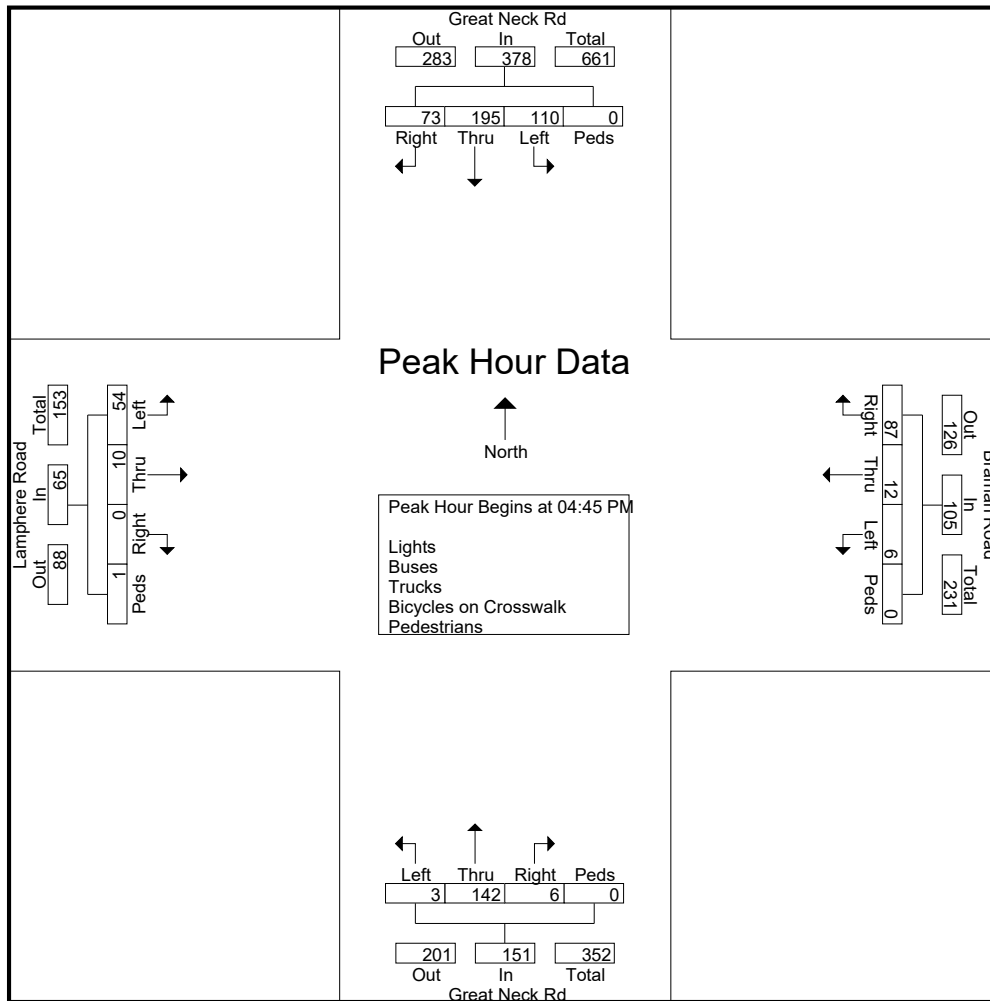 Great Neck Rd
Out In Total
283 378 661
73 195 110 0
Right Thru Left Peds
Peak Hour Data
North
Peak Hour Begins at 04:45 PM
Lights
Buses
Trucks
Bicycles on Crosswalk
Pedestrians
Lamphere Road
Total In Out
153 65 88
54 10 0 1
Left Thru Right Peds
Out In Total
126 105 231
87 12 6 0
Right Thru Left Peds
Left Thru Right Peds
3 142 6 0
201 151 352
Out In Total
Great Neck Rd